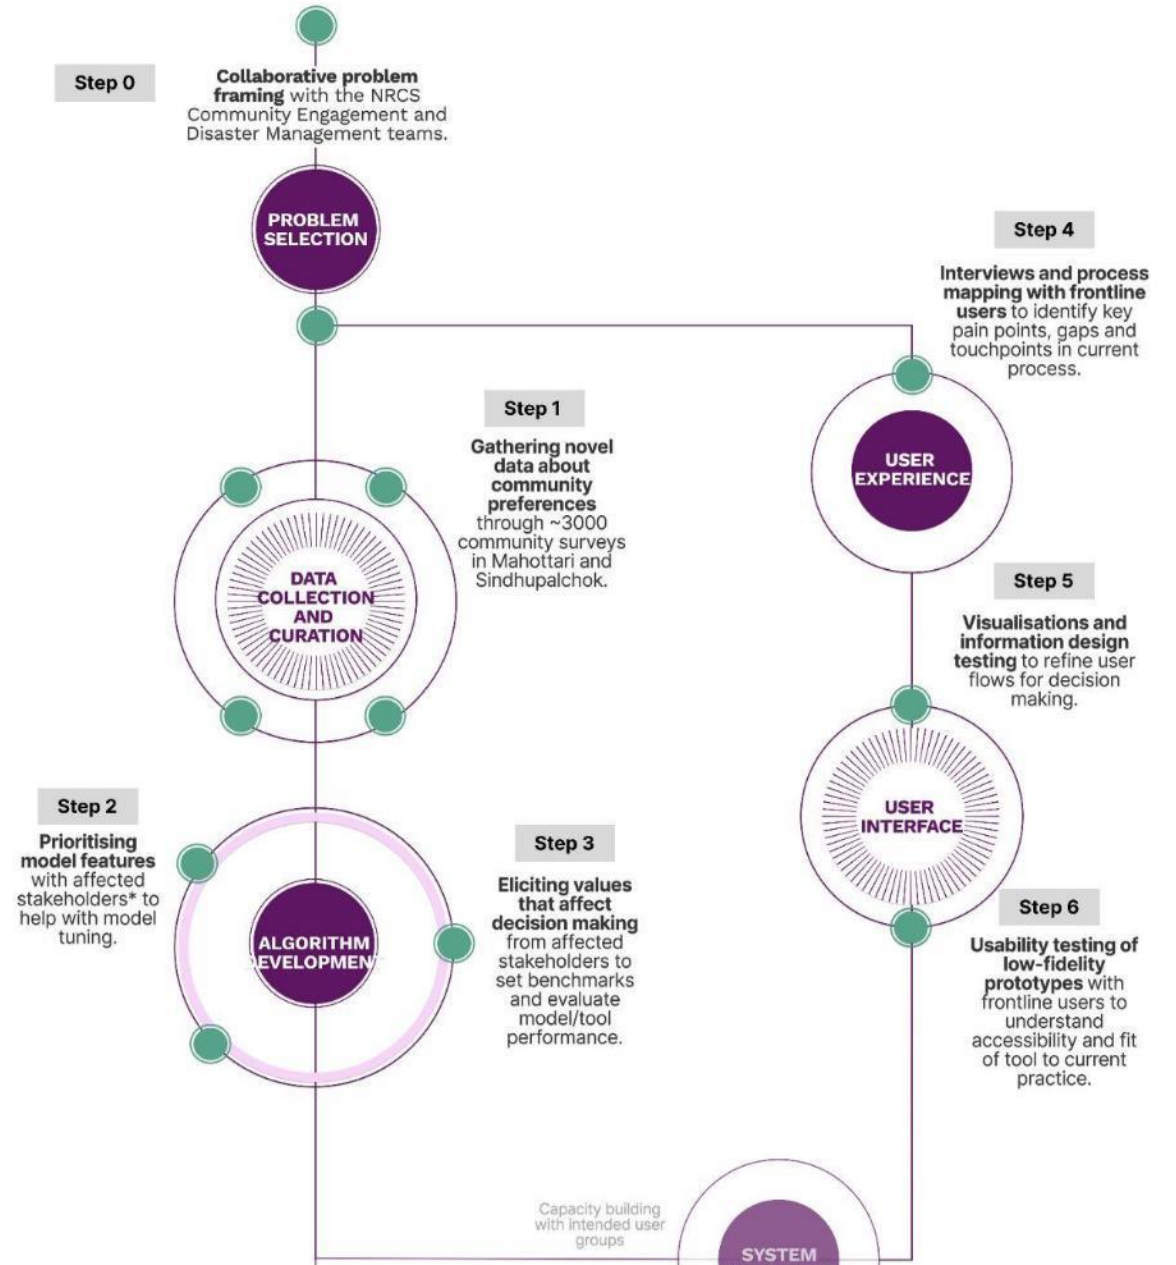 Step 0
Collaborative problem
framing with the NRCS
Community Engagement and
Disaster Management teams.
PROBLEM
SELECTION
Step 1
Gathering novel
data about
community
preferences
through ~3000
community surveys
in Mahottari and
Sindhupalchok.
DATA
COLLECTION
AND
CURATION
Step 2
Prioritising
model features
with affected
stakeholders* to
help with model
tuning.
ALGORITHM
DEVELOPMENT
Step 3
Eliciting values
that affect
decision making
from affected
stakeholders to
set benchmarks
and evaluate
model/tool
performance.
Step 4
Interviews and process
mapping with frontline
users to identify key
pain points, gaps and
touchpoints in current
process.
USER
EXPERIENCE
Step 5
Visualisations and
information design
testing to refine user
flows for decision
making.
USER
INTERFACE
Step 6
Usability testing of
low-fidelity
prototypes with
frontline users to
understand
accessibility and fit
of tool to current
practice.
Capacity building
with intended user
groups
SYSTEM